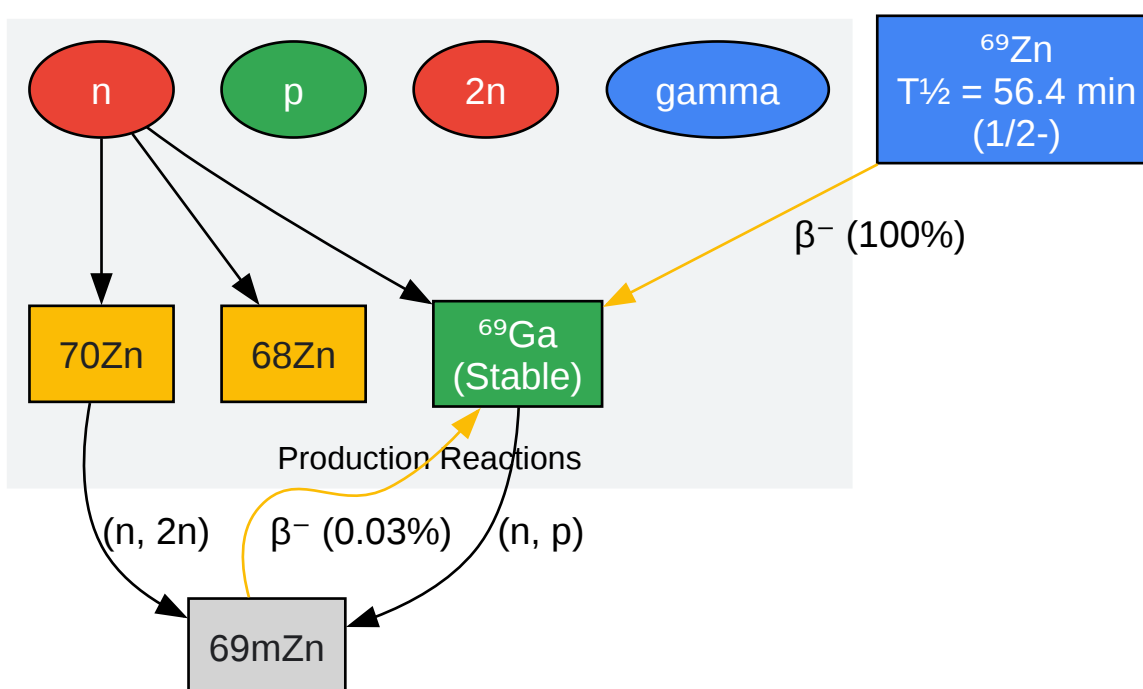 n
p
2n
gamma
⁶⁹Zn
T½ = 56.4 min
(1/2-)
β⁻ (100%)
70Zn
68Zn
⁶⁹Ga
(Stable)
Production Reactions
(n, 2n)
β⁻ (0.03%)
(n, p)
69mZn